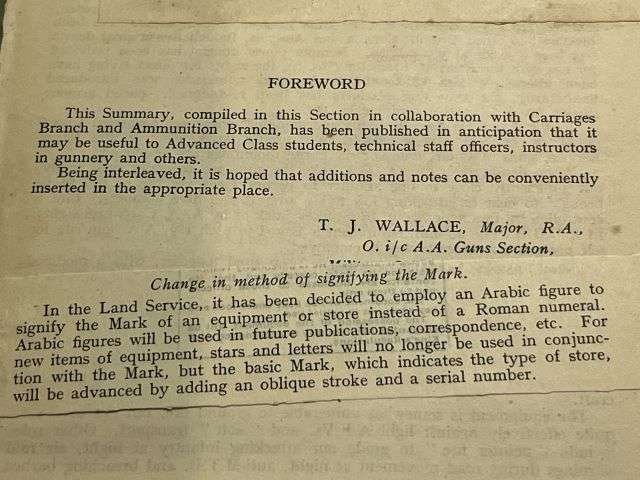 FOREWORD
This Summary, compiled in this Section in collaboration with Carriages
Branch and Ammunition Branch, has been published in anticipation that it
may be useful to Advanced Class students, technical staff officers, instructors
in gunnery and others.
Being interleaved, it is hoped that additions and notes can be conveniently
inserted in the appropriate place.
T. J. WALLACE, Major, R.A.,
O. i/c A.A. Guns Section,
Change in method of signifying the Mark.
In the Land Service, it has been decided to employ an Arabic figure to
signify the Mark of an equipment or store instead of a Roman numeral.
Arabic figures will be used in future publications, correspondence, etc. For
new items of equipment, stars and letters will no longer be used in conjunc-
tion with the Mark, but the basic Mark, which indicates the type of store,
will be advanced by adding an oblique stroke and a serial number.